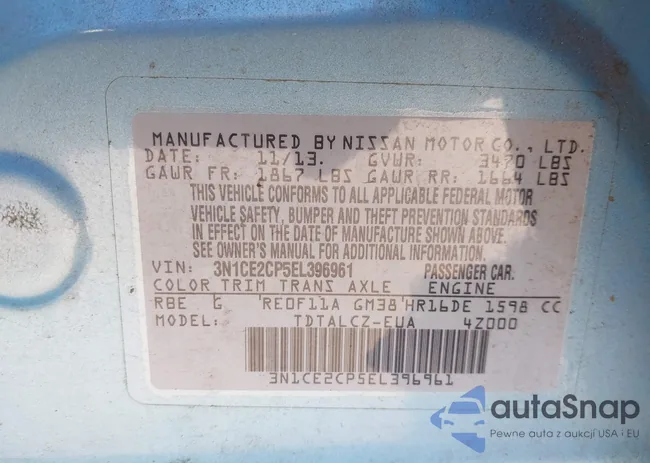 MANUFACTURED BY NISSAN MOTOR CO., LTD.
DATE: 11/13. GVWR: 3470 LBS
GAWR FR: 1867 LBS GAWR RR: 1664 LBS
THIS VEHICLE CONFORMS TO ALL APPLICABLE FEDERAL MOTOR
VEHICLE SAFETY, BUMPER AND THEFT PREVENTION STANDARDS
IN EFFECT ON THE DATE OF MANUFACTURE SHOWN ABOVE.
SEE OWNER'S MANUAL FOR ADDITIONAL INFORMATION.
VIN: 3N1CE2CP5EL396961 PASSENGER CAR.
COLOR TRIM TRANS AXLE ENGINE
RBE G RE0F11A GM38 HR16DE 1598 CC
MODEL: TDTALCZ-EUA 4Z000
3N1CE2CP5EL396961
autaSnap
Pewne auta z aukcji USA i EU